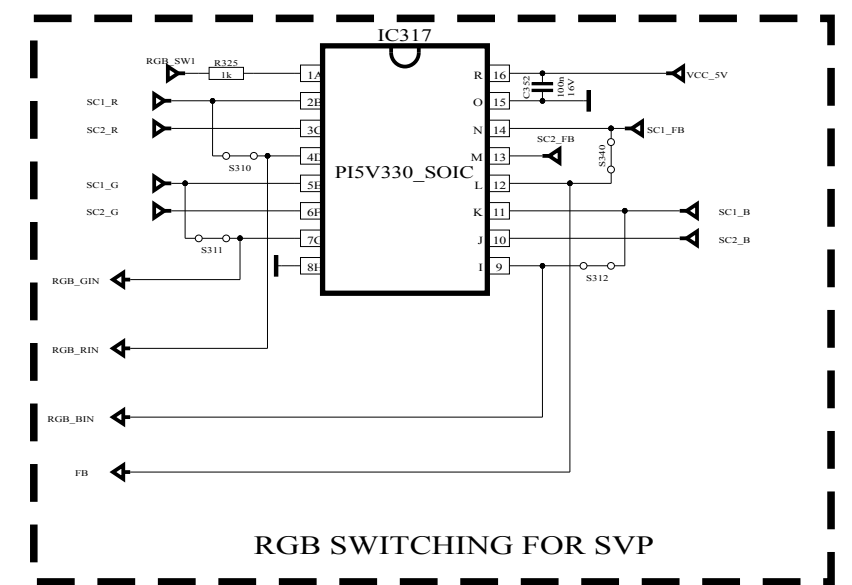 IC317
RGB_SW1
R325
1k
1A
R
16
C352
100n
16V
VCC_5V
SC1_R
2B
O
15
SC2_R
3C
N
14
SC1_FB
SC2_FB
S310
4D
M
13
S340
PI5V330_SOIC
SC1_G
5E
L
12
SC2_G
6F
K
11
SC1_B
S311
7G
J
10
SC2_B
8H
I
9
S312
RGB_GIN
RGB_RIN
RGB_BIN
FB
RGB SWITCHING FOR SVP